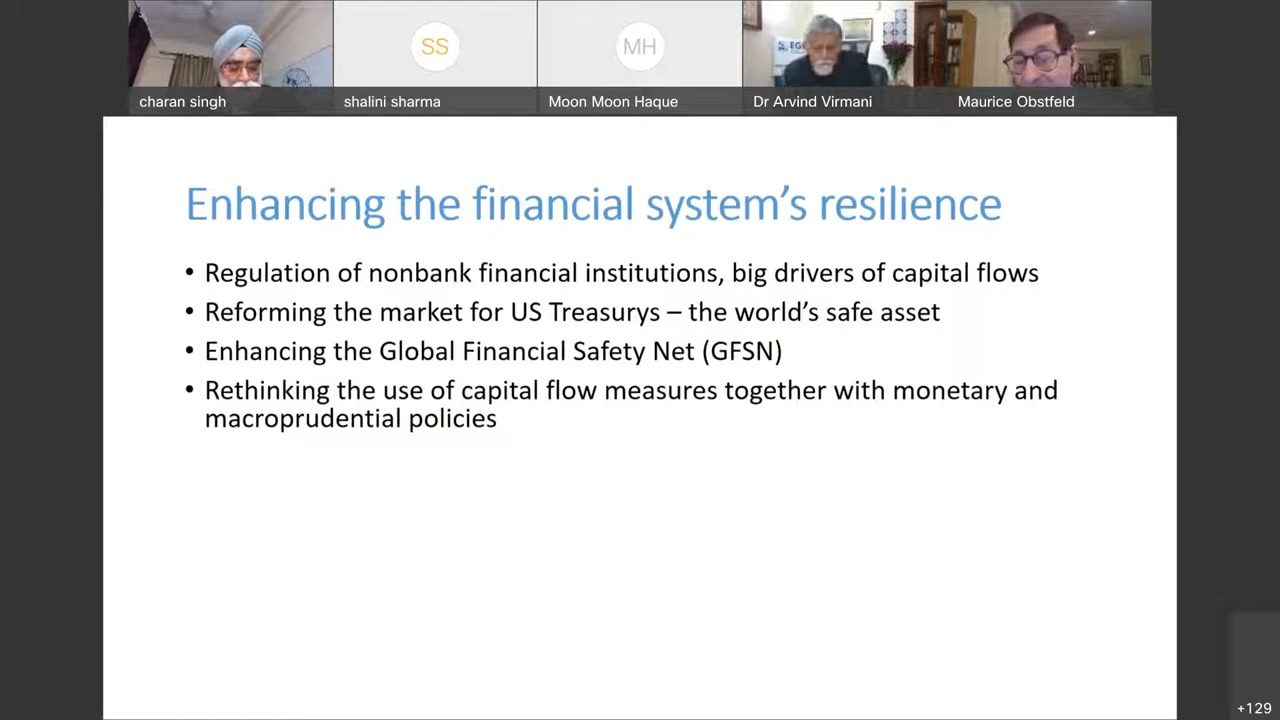 SS
MH
EG
charan singh
shalini sharma
Moon Moon Haque
Dr Arvind Virmani
Maurice Obstfeld
Enhancing the financial system’s resilience
• Regulation of nonbank financial institutions, big drivers of capital flows
• Reforming the market for US Treasurys – the world’s safe asset
• Enhancing the Global Financial Safety Net (GFSN)
• Rethinking the use of capital flow measures together with monetary and
macroprudential policies
+129